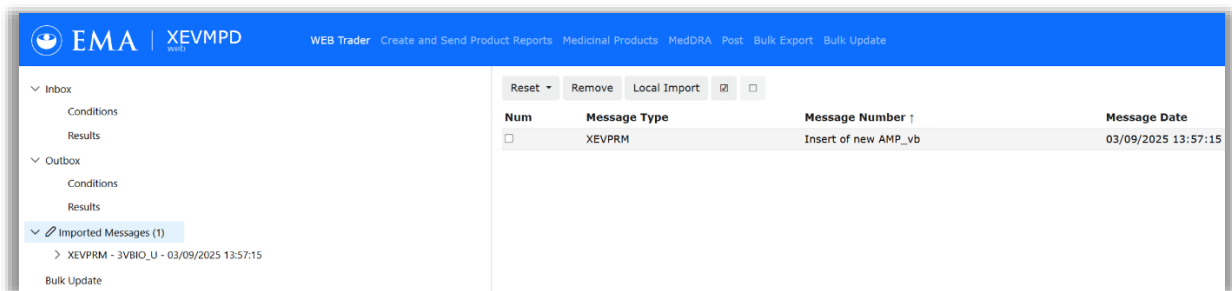 EMA | XEVMPD web
WEB Trader Create and Send Product Reports Medicinal Products MedDRA Post Bulk Export Bulk Update
Inbox
Conditions
Results
Outbox
Conditions
Results
Imported Messages (1)
XEVPRM - 3VBIO_U - 03/09/2025 13:57:15
Bulk Update
Reset Remove Local Import
Num Message Type Message Number ↑ Message Date
XEVPRM Insert of new AMP_vb 03/09/2025 13:57:15